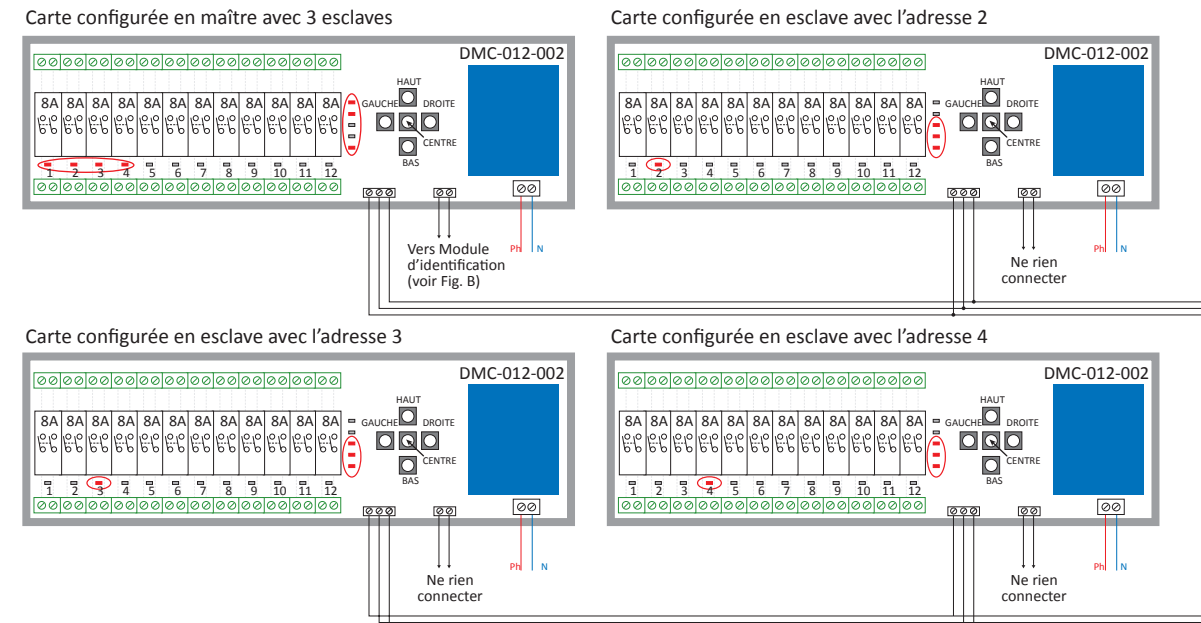 Carte configurée en maître avec 3 esclaves
DMC-012-002
HAUT
8A 8A 8A 8A 8A 8A 8A 8A 8A 8A 8A 8A
GAUCHE DROITE
CENTRE
BAS
1 2 3 4 5 6 7 8 9 10 11 12
Vers Module
d’identification
(voir Fig. B)
Ph N
Carte configurée en esclave avec l’adresse 2
DMC-012-002
HAUT
8A 8A 8A 8A 8A 8A 8A 8A 8A 8A 8A 8A
GAUCHE DROITE
CENTRE
BAS
1 2 3 4 5 6 7 8 9 10 11 12
Ne rien
connecter
Ph N
Carte configurée en esclave avec l’adresse 3
DMC-012-002
HAUT
8A 8A 8A 8A 8A 8A 8A 8A 8A 8A 8A 8A
GAUCHE DROITE
CENTRE
BAS
1 2 3 4 5 6 7 8 9 10 11 12
Ne rien
connecter
Ph N
Carte configurée en esclave avec l’adresse 4
DMC-012-002
HAUT
8A 8A 8A 8A 8A 8A 8A 8A 8A 8A 8A 8A
GAUCHE DROITE
CENTRE
BAS
1 2 3 4 5 6 7 8 9 10 11 12
Ne rien
connecter
Ph N